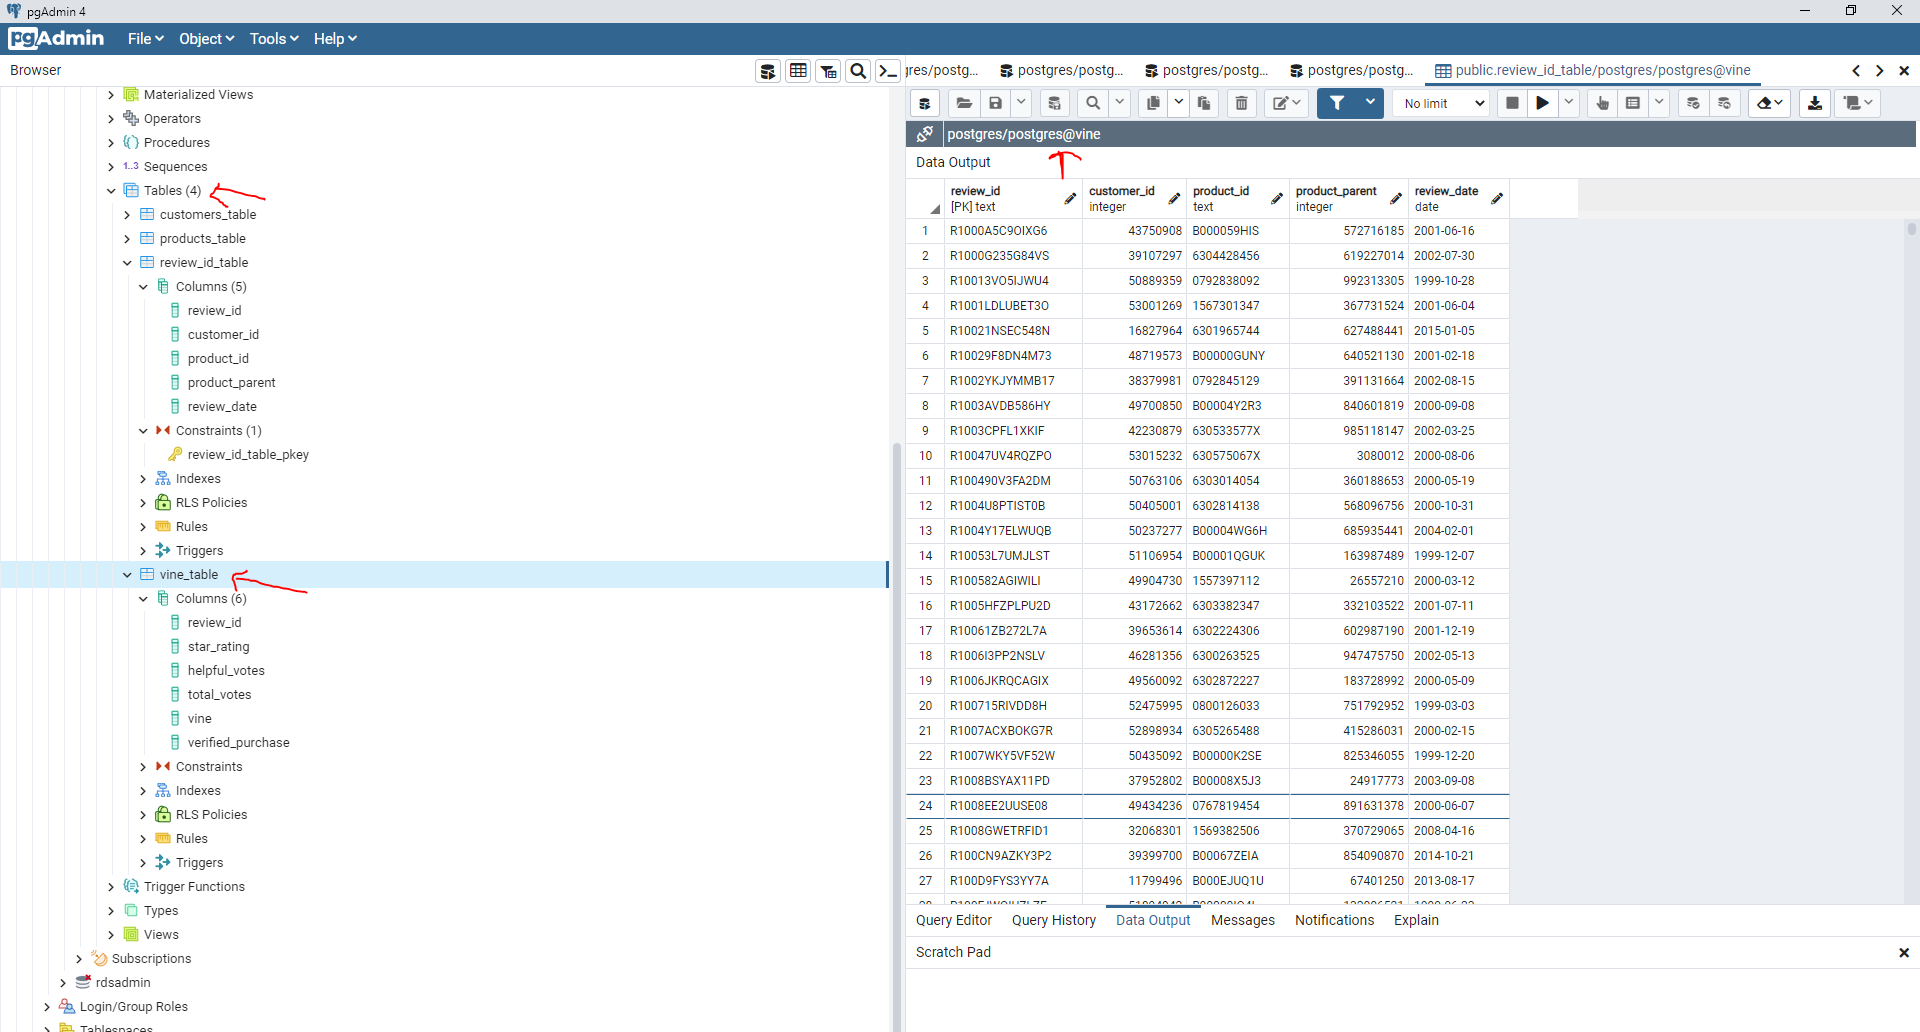 pgAdmin 4
pgAdmin File Object Tools Help
Browser
Materialized Views
Operators
Procedures
1..3 Sequences
Tables (4)
customers_table
products_table
review_id_table
Columns (5)
review_id
customer_id
product_id
product_parent
review_date
Constraints (1)
review_id_table_pkey
Indexes
RLS Policies
Rules
Triggers
vine_table
Columns (6)
review_id
star_rating
helpful_votes
total_votes
vine
verified_purchase
Constraints
Indexes
RLS Policies
Rules
Triggers
Trigger Functions
Types
Views
Subscriptions
rdsadmin
Login/Group Roles
Tablespaces
gres/postg... postgres/postg... postgres/postg... postgres/postg... public.review_id_table/postgres/postgres@vine
No limit
postgres/postgres@vine
Data Output
review_id customer_id product_id product_parent review_date
[PK] text integer text integer date
1 R1000A5C9OIXG6 43750908 B000059HIS 572716185 2001-06-16
2 R1000G235G84VS 39107297 6304428456 619227014 2002-07-30
3 R10013VO5IJWU4 50889359 0792838092 992313305 1999-10-28
4 R1001LDLUBET3O 53001269 1567301347 367731524 2001-06-04
5 R10021NSEC548N 16827964 6301965744 627488441 2015-01-05
6 R10029F8DN4M73 48719573 B00000GUNY 640521130 2001-02-18
7 R1002YKJYMMB17 38379981 0792845129 391131664 2002-08-15
8 R1003AVDB586HY 49700850 B00004Y2R3 840601819 2000-09-08
9 R1003CPFL1XKIF 42230879 630533577X 985118147 2002-03-25
10 R10047UV4RQZPO 53015232 630575067X 3080012 2000-08-06
11 R100490V3FA2DM 50763106 6303014054 360188653 2000-05-19
12 R1004U8PTIST0B 50405001 6302814138 568096756 2000-10-31
13 R1004Y17ELWUQB 50237277 B00004WG6H 685935441 2004-02-01
14 R10053L7UMJLST 51106954 B00001QGUK 163987489 1999-12-07
15 R100582AGIWILI 49904730 1557397112 26557210 2000-03-12
16 R1005HFZPLPU2D 43172662 6303382347 332103522 2001-07-11
17 R10061ZB272L7A 39653614 6302224306 602987190 2001-12-19
18 R1006I3PP2NSLV 46281356 6300263525 947475750 2002-05-13
19 R1006JKRQCAGIX 49560092 6302872227 183728992 2000-05-09
20 R100715RIVDD8H 52475995 0800126033 751792952 1999-03-03
21 R1007ACXBOKG7R 52898934 6305265488 415286031 2000-02-15
22 R1007WKY5VF52W 50435092 B00000K2SE 825346055 1999-12-20
23 R1008BSYAX11PD 37952802 B00008X5J3 24917773 2003-09-08
24 R1008EE2UUSE08 49434236 0767819454 891631378 2000-06-07
25 R1008GWETRFID1 32068301 1569382506 370729065 2008-04-16
26 R100CN9AZKY3P2 39399700 B00067ZEIA 854090870 2014-10-21
27 R100D9FYS3YY7A 11799496 B000EJUQ1U 67401250 2013-08-17
Query Editor Query History Data Output Messages Notifications Explain
Scratch Pad